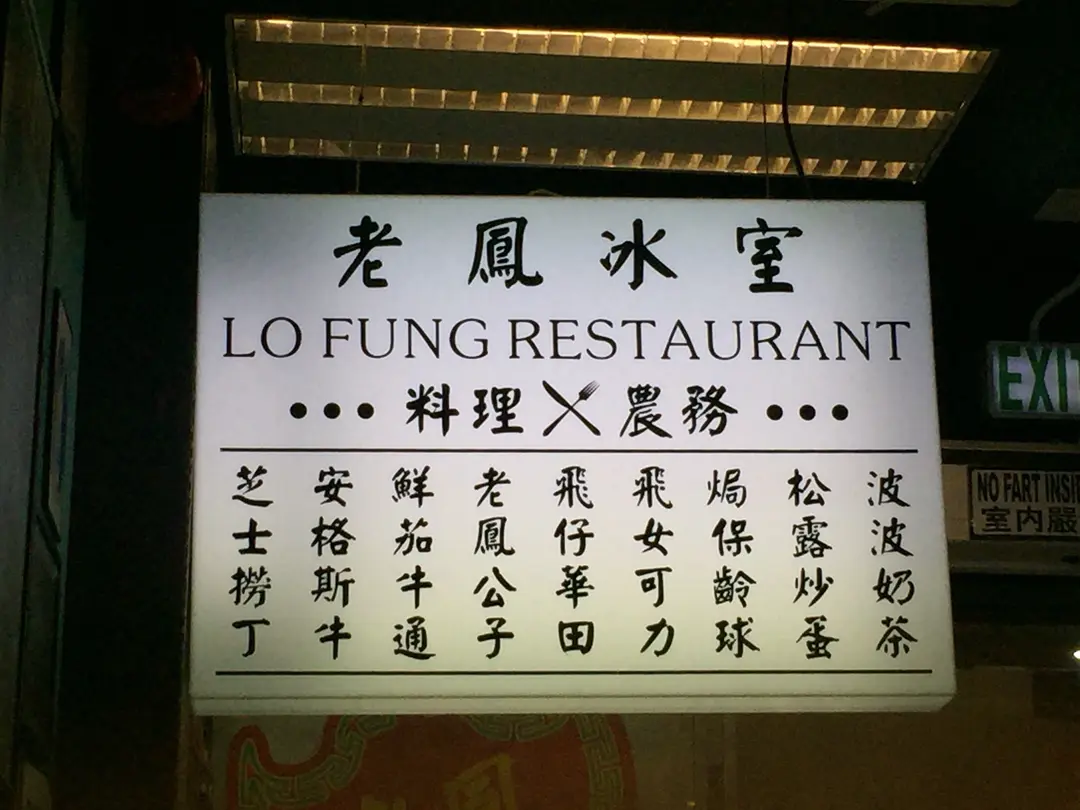 老鳳冰室
LO FUNG RESTAURANT
•••料理 農務•••
波波奶茶
松露炒蛋
焗保齡球
飛女可力
飛仔華田
老鳳公子
鮮茄牛通
安格斯牛
芝士撈丁
EXIT
NO FART
室內嚴